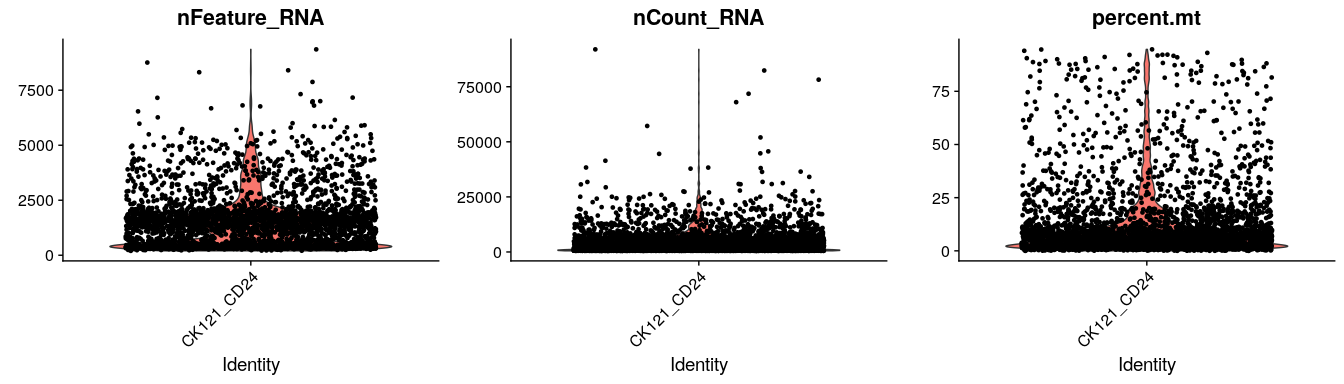 nFeature_RNA
7500
5000
2500
0
CK121_CD24
Identity
nCount_RNA
75000
50000
25000
0
CK121_CD24
Identity
percent.mt
75
50
25
0
CK121_CD24
Identity